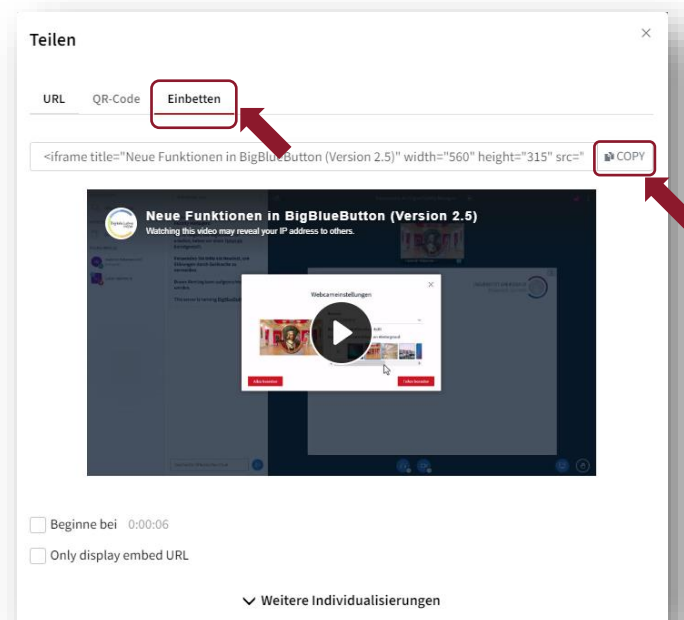 Teilen
URL QR-Code Einbetten
<iframe title="Neue Funktionen in BigBlueButton (Version 2.5)" width="560" height="315" src="
COPY
Neue Funktionen in BigBlueButton (Version 2.5)
Watching this video may reveal your IP address to others.
Webcameinstellungen
Beginne bei 0:00:06
Only display embed URL
Weitere Individualisierungen